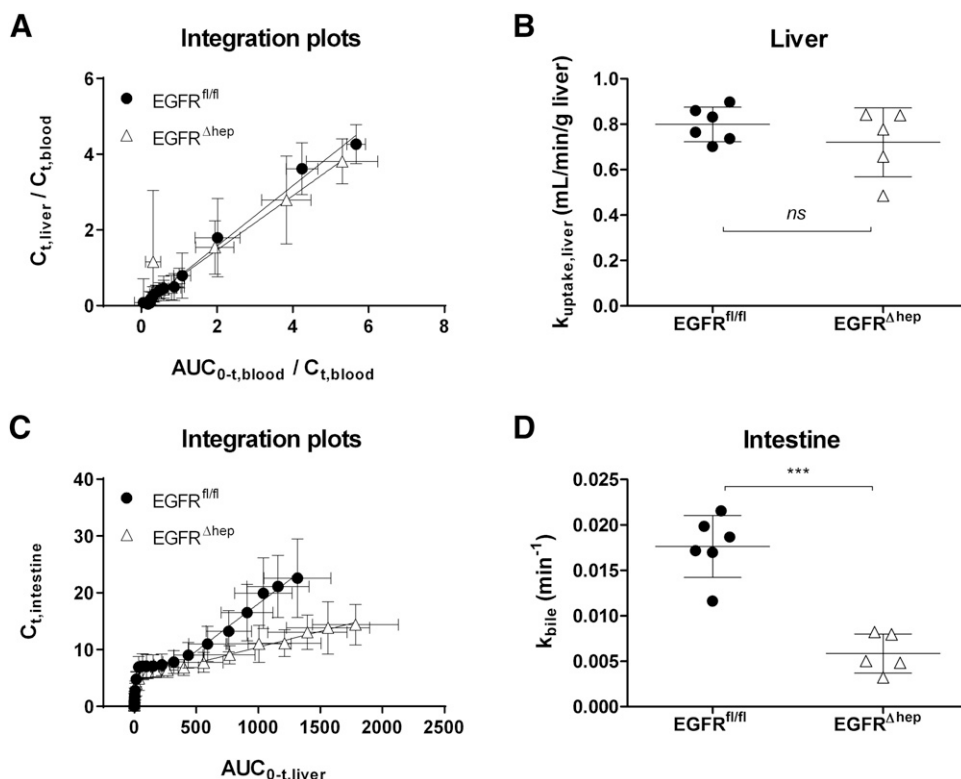 A
Integration plots
EGFR^fl/fl
EGFR^Δhep
6
4
2
0
0 2 4 6 8
C_t,liver / C_t,blood
AUC_0-t,blood / C_t,blood
B
Liver
1.0
0.8
0.6
0.4
0.2
0.0
ns
k_uptake,liver (mL/min/g liver)
EGFR^fl/fl EGFR^Δhep
C
Integration plots
EGFR^fl/fl
EGFR^Δhep
40
30
20
10
0
0 500 1000 1500 2000 2500
C_t,intestine
AUC_0-t,liver
D
Intestine
0.025
0.020
0.015
0.010
0.005
0.000
***
k_bile (min^-1)
EGFR^fl/fl EGFR^Δhep